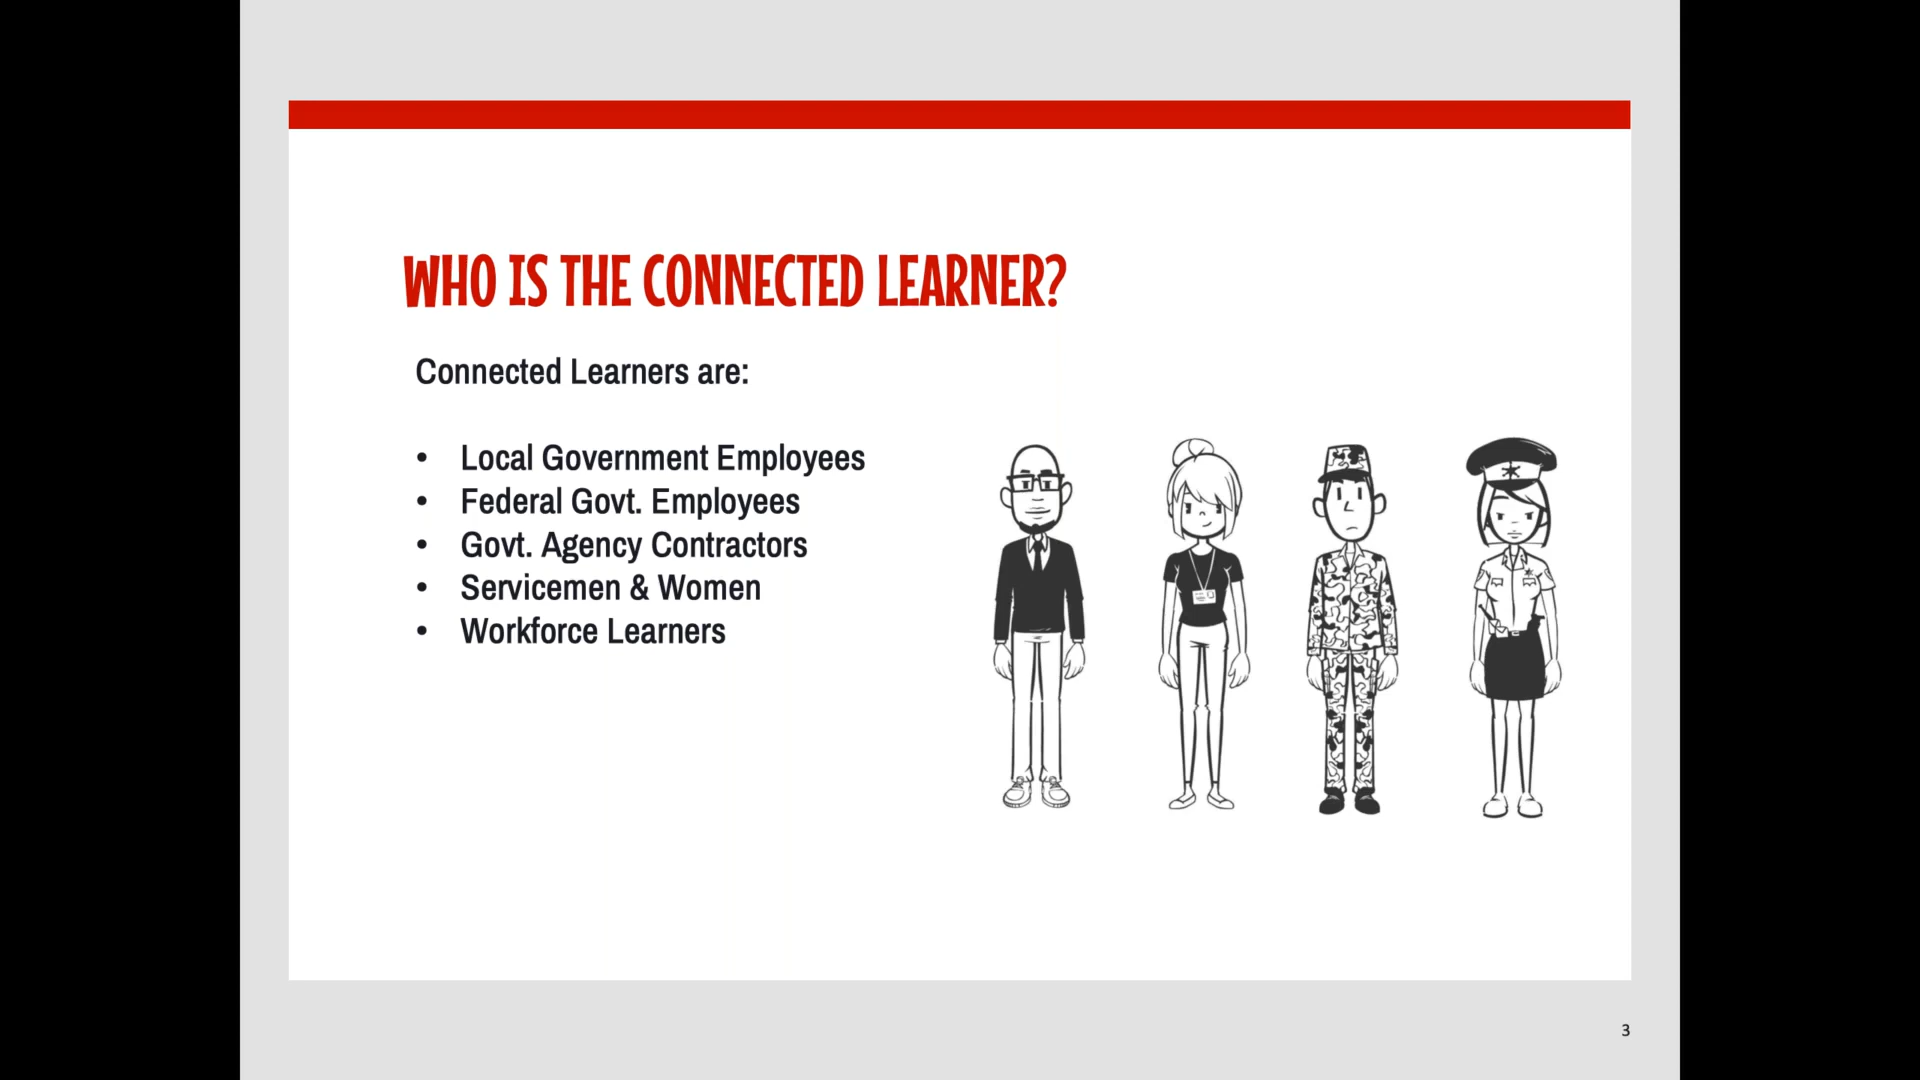 WHO IS THE CONNECTED LEARNER?
Connected Learners are:
• Local Government Employees
• Federal Govt. Employees
• Govt. Agency Contractors
• Servicemen & Women
• Workforce Learners
3